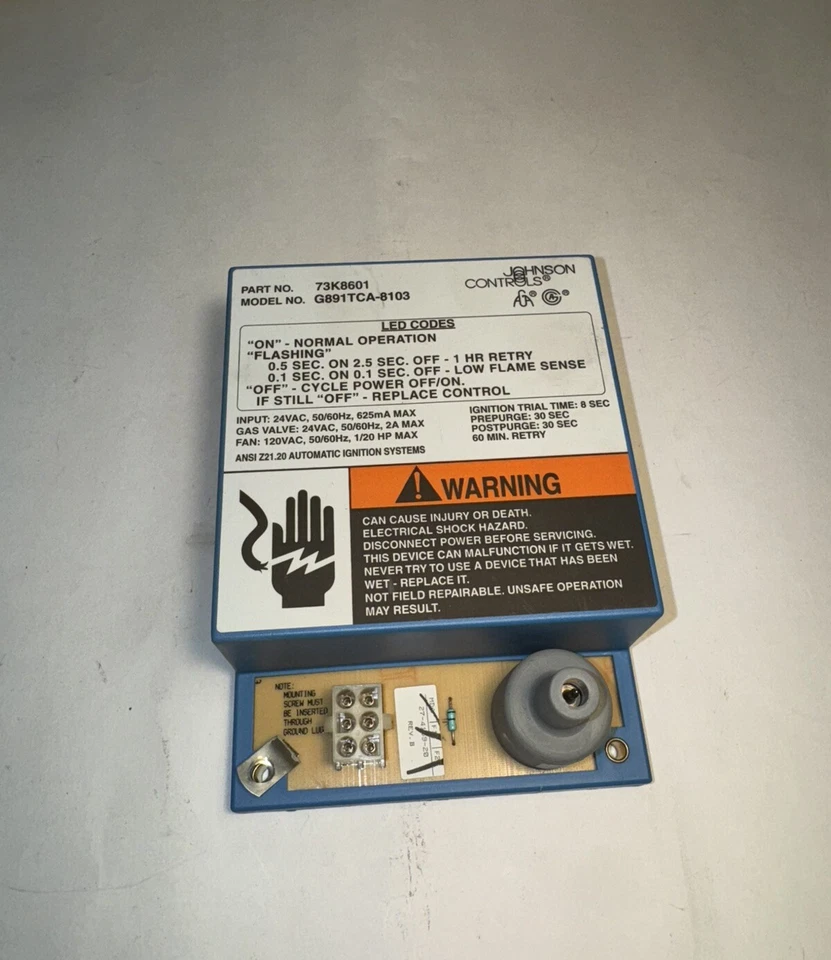 PART NO. 73K8601
MODEL NO. G891TCA-8103
JOHNSON
CONTROLS®
LED CODES
"ON" - NORMAL OPERATION
"FLASHING"
0.5 SEC. ON 2.5 SEC. OFF - 1 HR RETRY
0.1 SEC. ON 0.1 SEC. OFF - LOW FLAME SENSE
"OFF" - CYCLE POWER OFF/ON.
IF STILL "OFF" - REPLACE CONTROL
INPUT: 24VAC, 50/60Hz, 625mA MAX
GAS VALVE: 24VAC, 50/60Hz, 2A MAX
FAN: 120VAC, 50/60Hz, 1/20 HP MAX
ANSI Z21.20 AUTOMATIC IGNITION SYSTEMS
IGNITION TRIAL TIME: 8 SEC
PREPURGE: 30 SEC
POSTPURGE: 30 SEC
60 MIN. RETRY
WARNING
CAN CAUSE INJURY OR DEATH.
ELECTRICAL SHOCK HAZARD.
DISCONNECT POWER BEFORE SERVICING.
THIS DEVICE CAN MALFUNCTION IF IT GETS WET.
NEVER TRY TO USE A DEVICE THAT HAS BEEN
WET - REPLACE IT.
NOT FIELD REPAIRABLE. UNSAFE OPERATION
MAY RESULT.
NOTE:
MOUNTING
SCREW MUST
BE INSERTED
THROUGH
GROUND LUG
REV. B